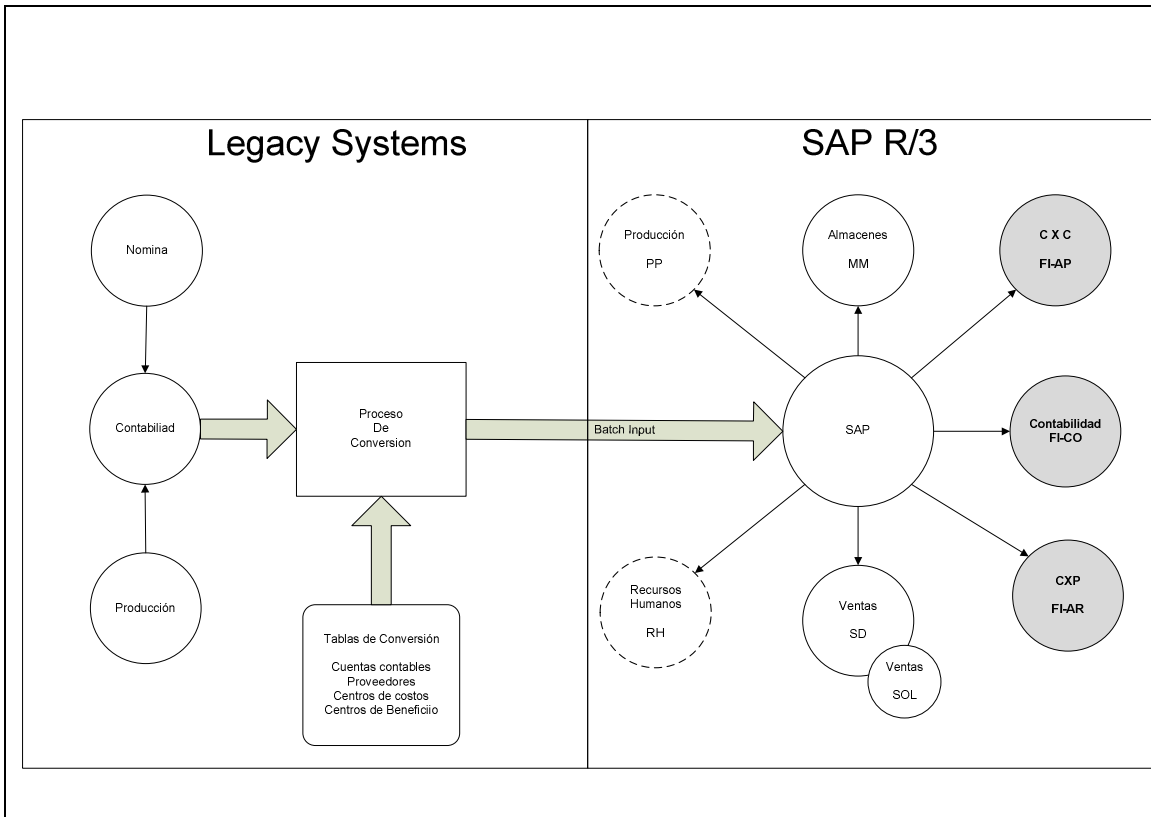 Legacy Systems
SAP R/3
Nomina
Contabiliad
Producción
Proceso
De
Conversion
Tablas de Conversión
Cuentas contables
Proveedores
Centros de costos
Centros de Beneficiio
Batch Input
Producción
PP
Almacenes
MM
C X C
FI-AP
SAP
Contabilidad
FI-CO
Recursos
Humanos
RH
Ventas
SD
Ventas
SOL
CXP
FI-AR